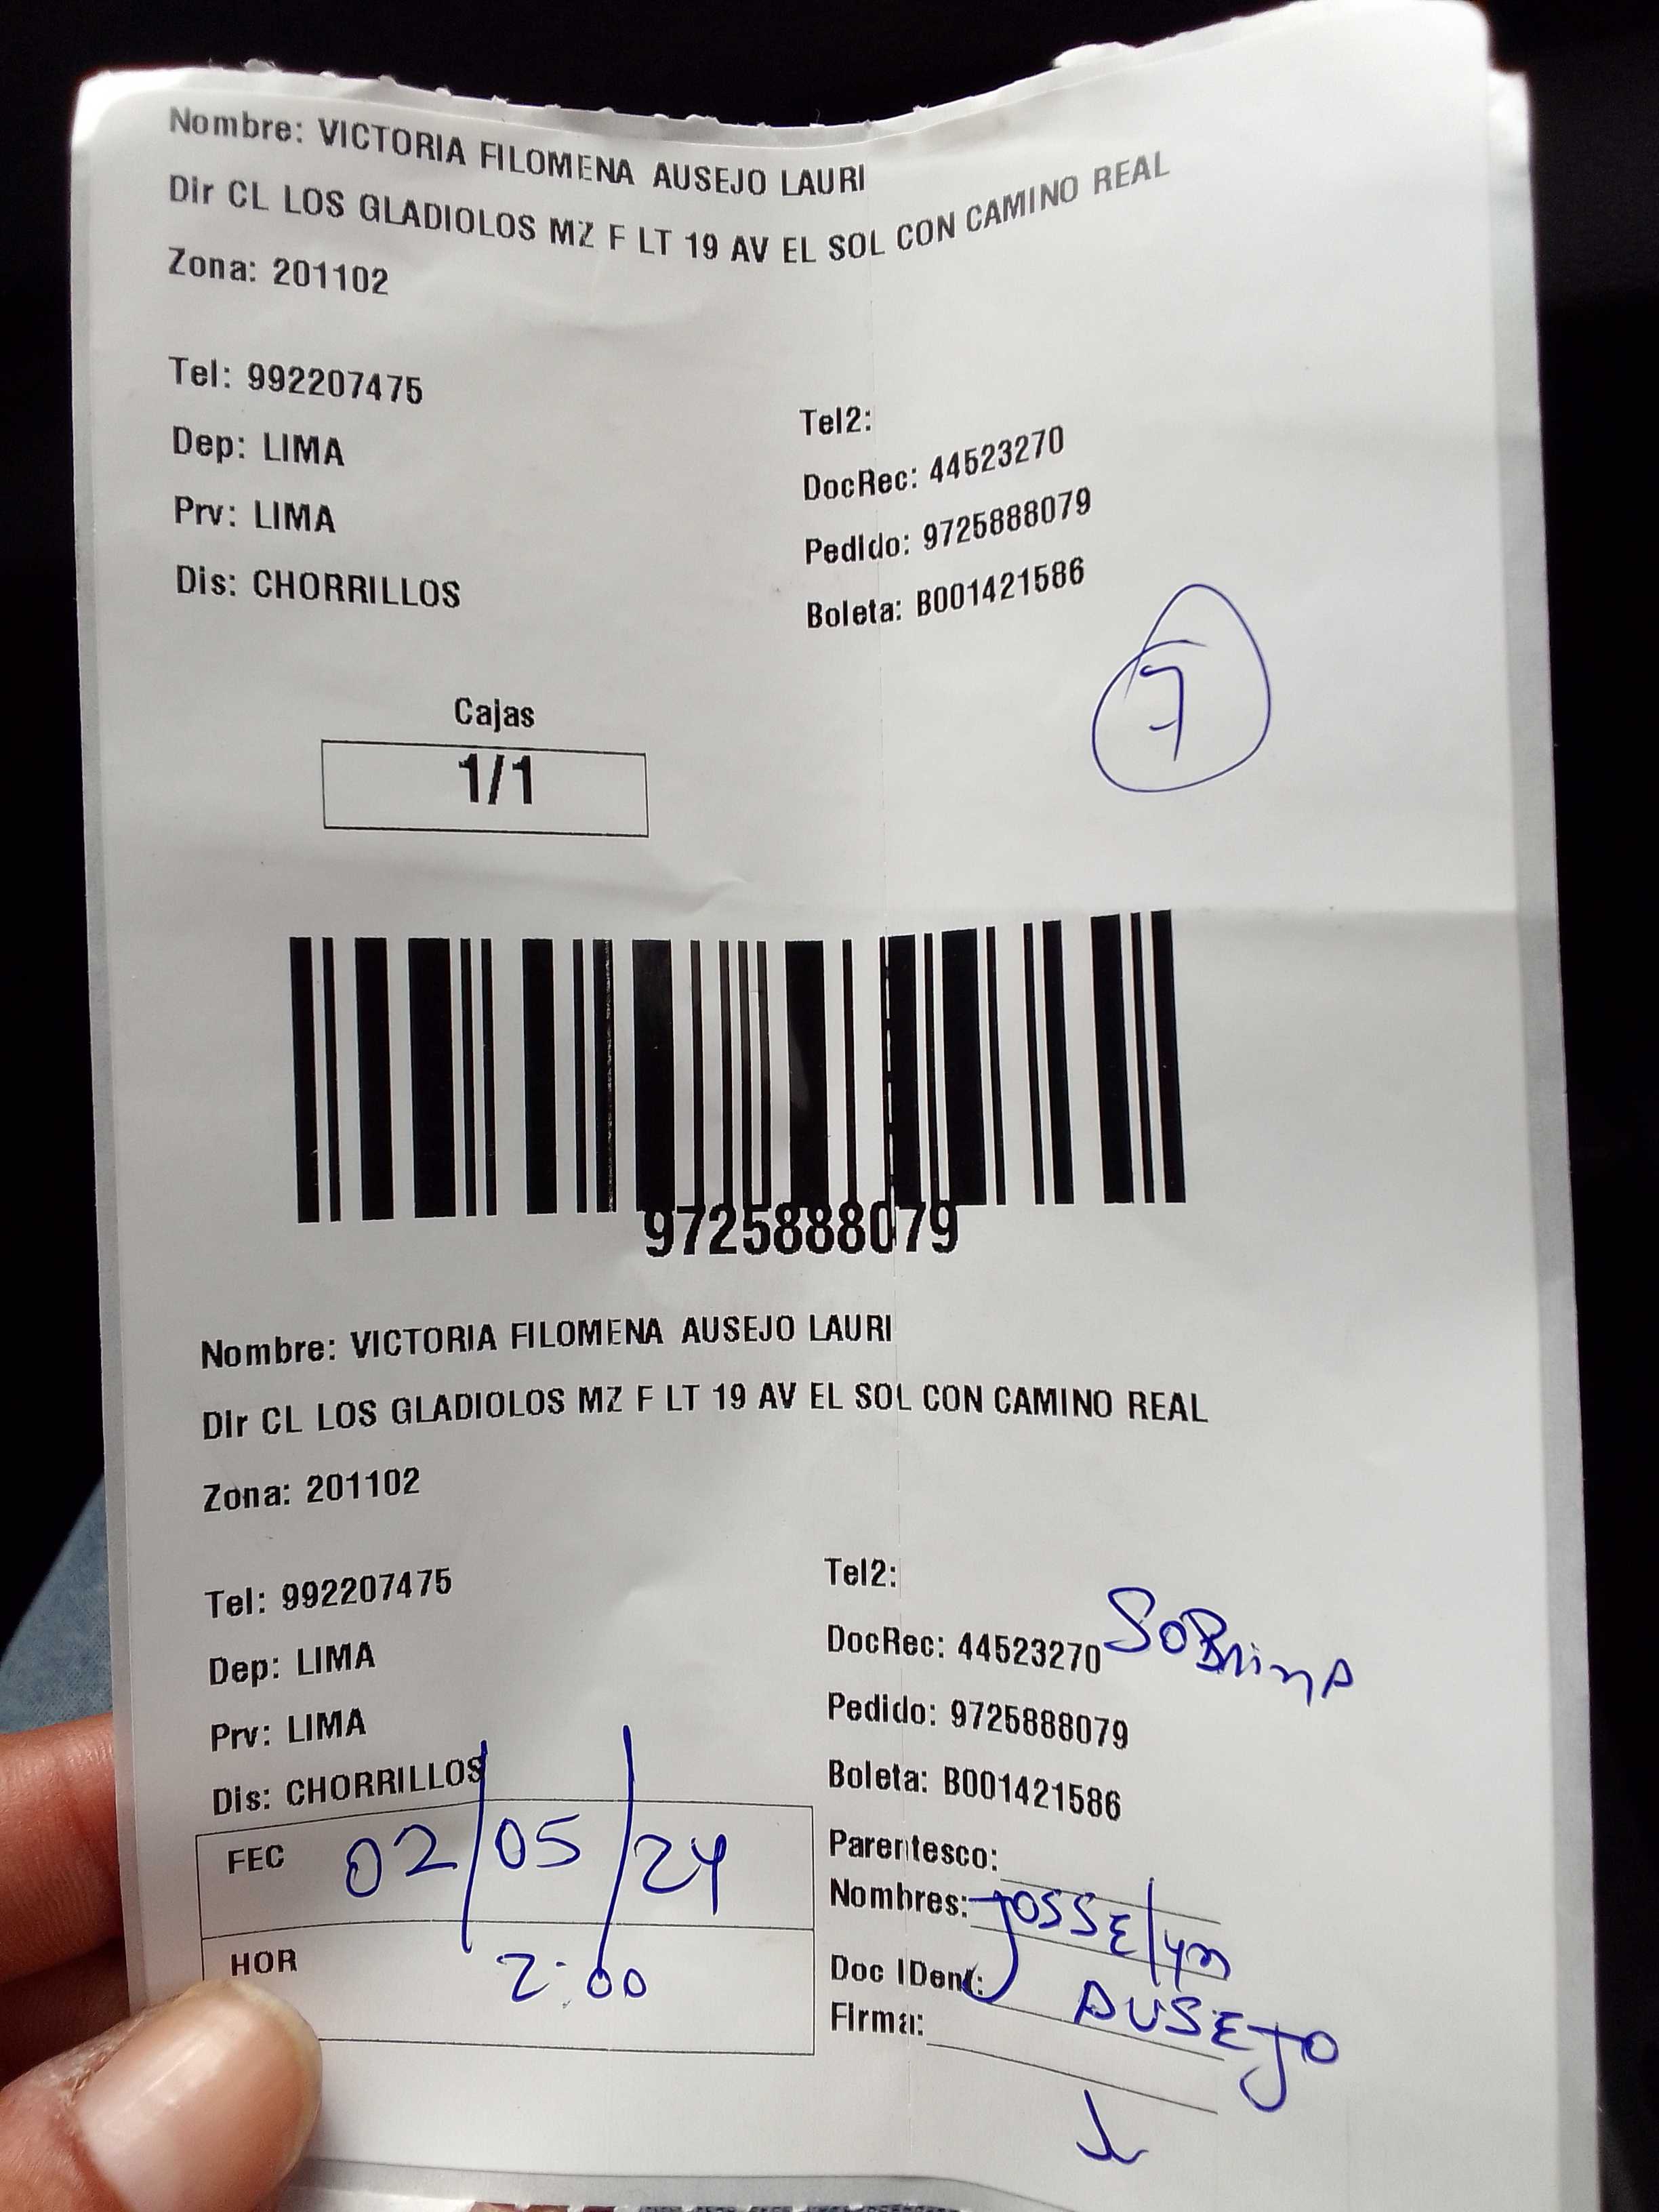 Nombre: VICTORIA FILOMENA AUSEJO LAURI
Dir CL LOS GLADIOLOS MZ F LT 19 AV EL SOL CON CAMINO REAL
Zona: 201102
Tel: 992207475
Tel2:
Dep: LIMA
DocRec: 44523270
Prv: LIMA
Pedido: 9725888079
Dis: CHORRILLOS
Boleta: B001421586
7
Cajas
1/1
9725888079
Nombre: VICTORIA FILOMENA AUSEJO LAURI
Dir CL LOS GLADIOLOS MZ F LT 19 AV EL SOL CON CAMINO REAL
Zona: 201102
Tel: 992207475
Tel2:
Dep: LIMA
DocRec: 44523270 SOBRINA
Prv: LIMA
Pedido: 9725888079
Dis: CHORRILLOS
Boleta: B001421586
FEC 02/05/24
Parentesco:
Nombres: JOSSElyn
HOR 2:00
Doc IDent: AUSEJO
Firma: